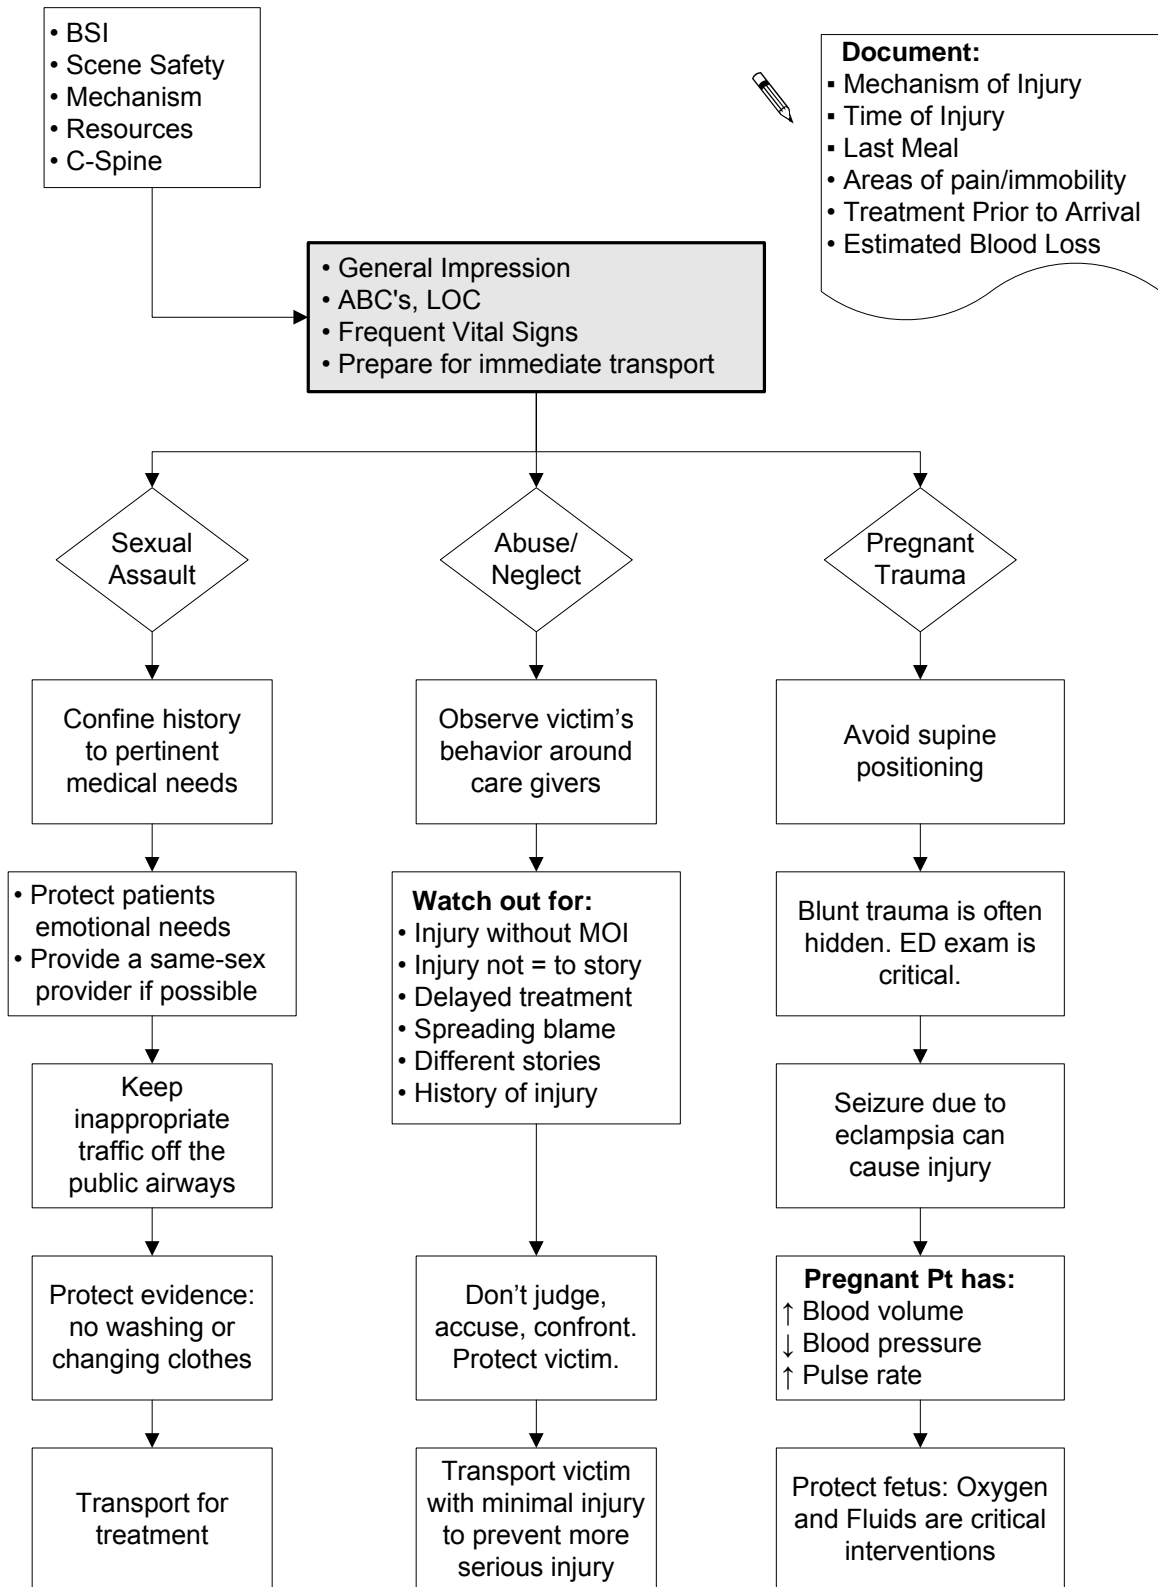 • BSI
• Scene Safety
• Mechanism
• Resources
• C-Spine
Document:
▪ Mechanism of Injury
▪ Time of Injury
▪ Last Meal
• Areas of pain/immobility
• Treatment Prior to Arrival
• Estimated Blood Loss
• General Impression
• ABC's, LOC
• Frequent Vital Signs
• Prepare for immediate transport
Sexual
Assault
Confine history
to pertinent
medical needs
• Protect patients
emotional needs
• Provide a same-sex
provider if possible
Keep
inappropriate
traffic off the
public airways
Protect evidence:
no washing or
changing clothes
Transport for
treatment
Abuse/
Neglect
Observe victim’s
behavior around
care givers
Watch out for:
• Injury without MOI
• Injury not = to story
• Delayed treatment
• Spreading blame
• Different stories
• History of injury
Don’t judge,
accuse, confront.
Protect victim.
Transport victim
with minimal injury
to prevent more
serious injury
Pregnant
Trauma
Avoid supine
positioning
Blunt trauma is often
hidden. ED exam is
critical.
Seizure due to
eclampsia can
cause injury
Pregnant Pt has:
↑ Blood volume
↓ Blood pressure
↑ Pulse rate
Protect fetus: Oxygen
and Fluids are critical
interventions